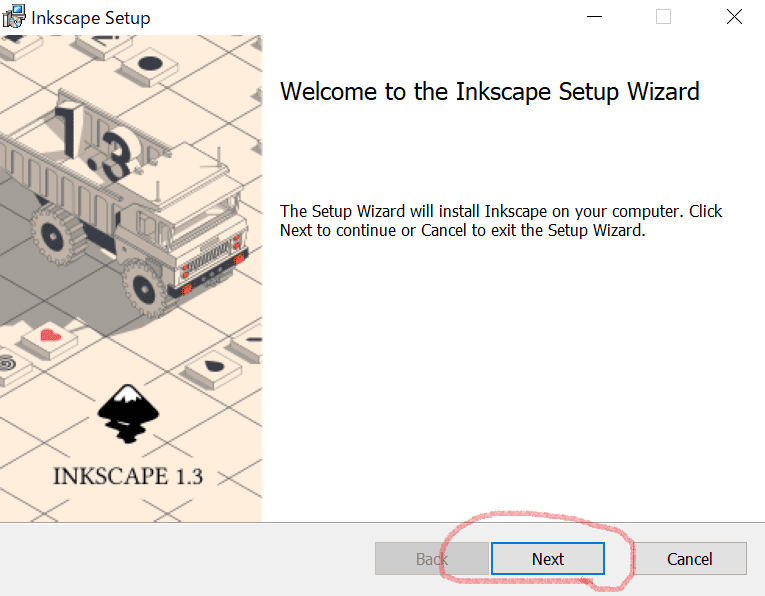 Inkscape Setup
Welcome to the Inkscape Setup Wizard
1.3
The Setup Wizard will install Inkscape on your computer. Click
Next to continue or Cancel to exit the Setup Wizard.
INKSCAPE 1.3
Back
Next
Cancel